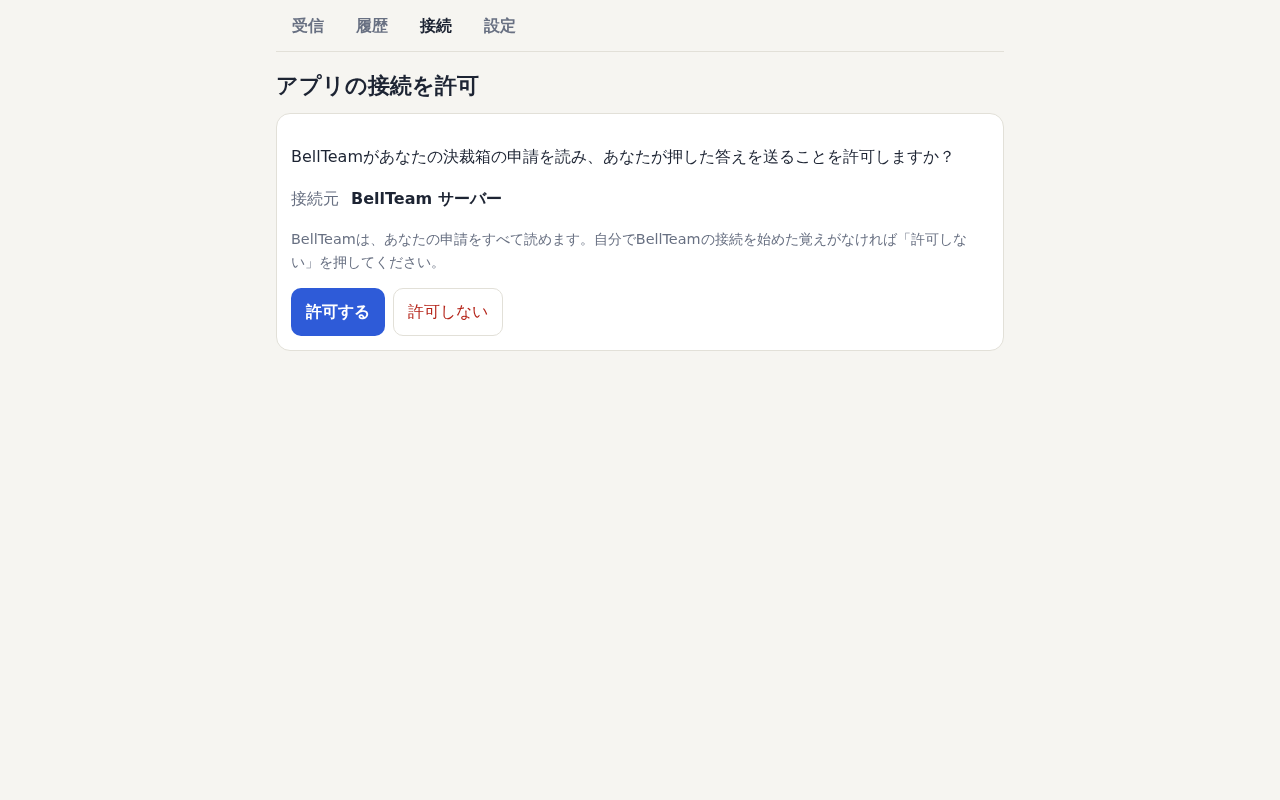 受信 履歴 接続 設定
アプリの接続を許可
BellTeamがあなたの決裁箱の申請を読み、あなたが押した答えを送ることを許可しますか？
接続元 BellTeam サーバー
BellTeamは、あなたの申請をすべて読めます。自分でBellTeamの接続を始めた覚えがなければ「許可しな
い」を押してください。
許可する 許可しない